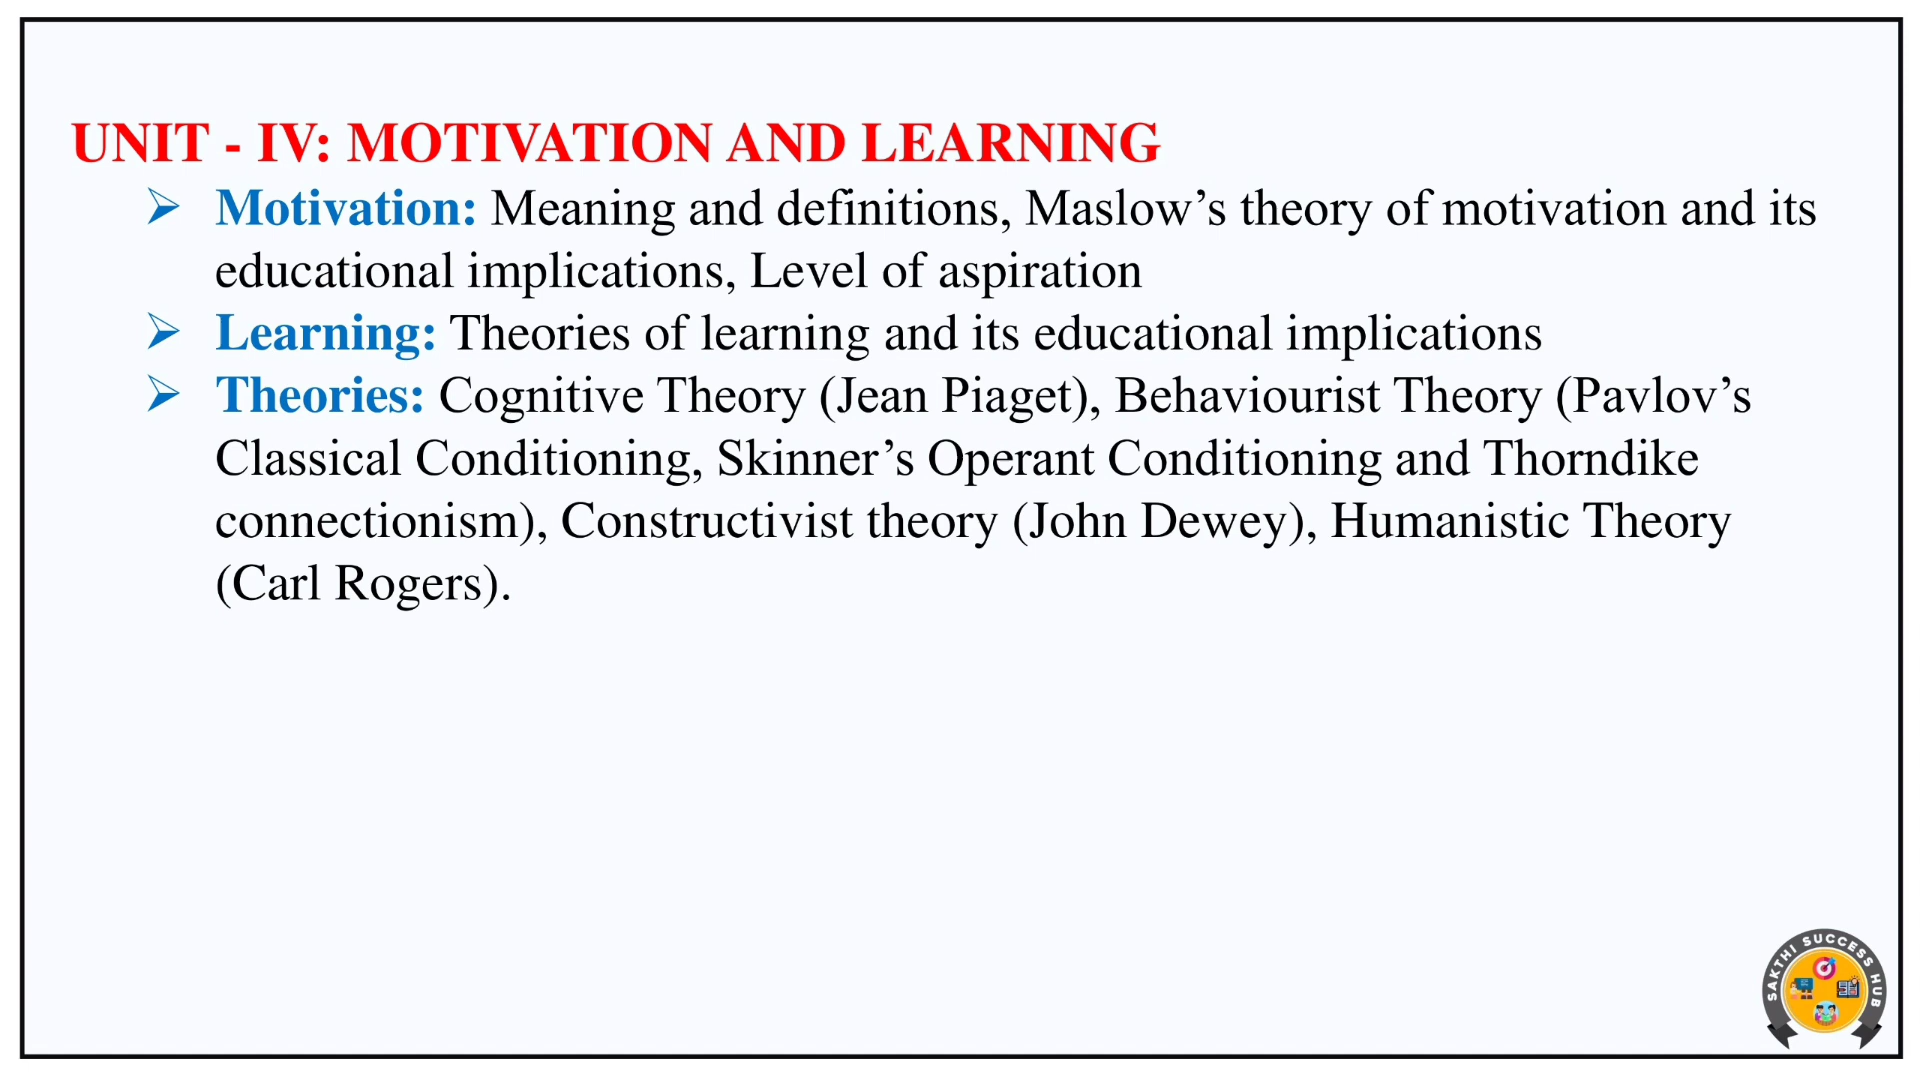 UNIT - IV: MOTIVATION AND LEARNING
➢ Motivation: Meaning and definitions, Maslow’s theory of motivation and its
educational implications, Level of aspiration
➢ Learning: Theories of learning and its educational implications
➢ Theories: Cognitive Theory (Jean Piaget), Behaviourist Theory (Pavlov’s
Classical Conditioning, Skinner’s Operant Conditioning and Thorndike
connectionism), Constructivist theory (John Dewey), Humanistic Theory
(Carl Rogers).
SAKTHI SUCCESS HUB